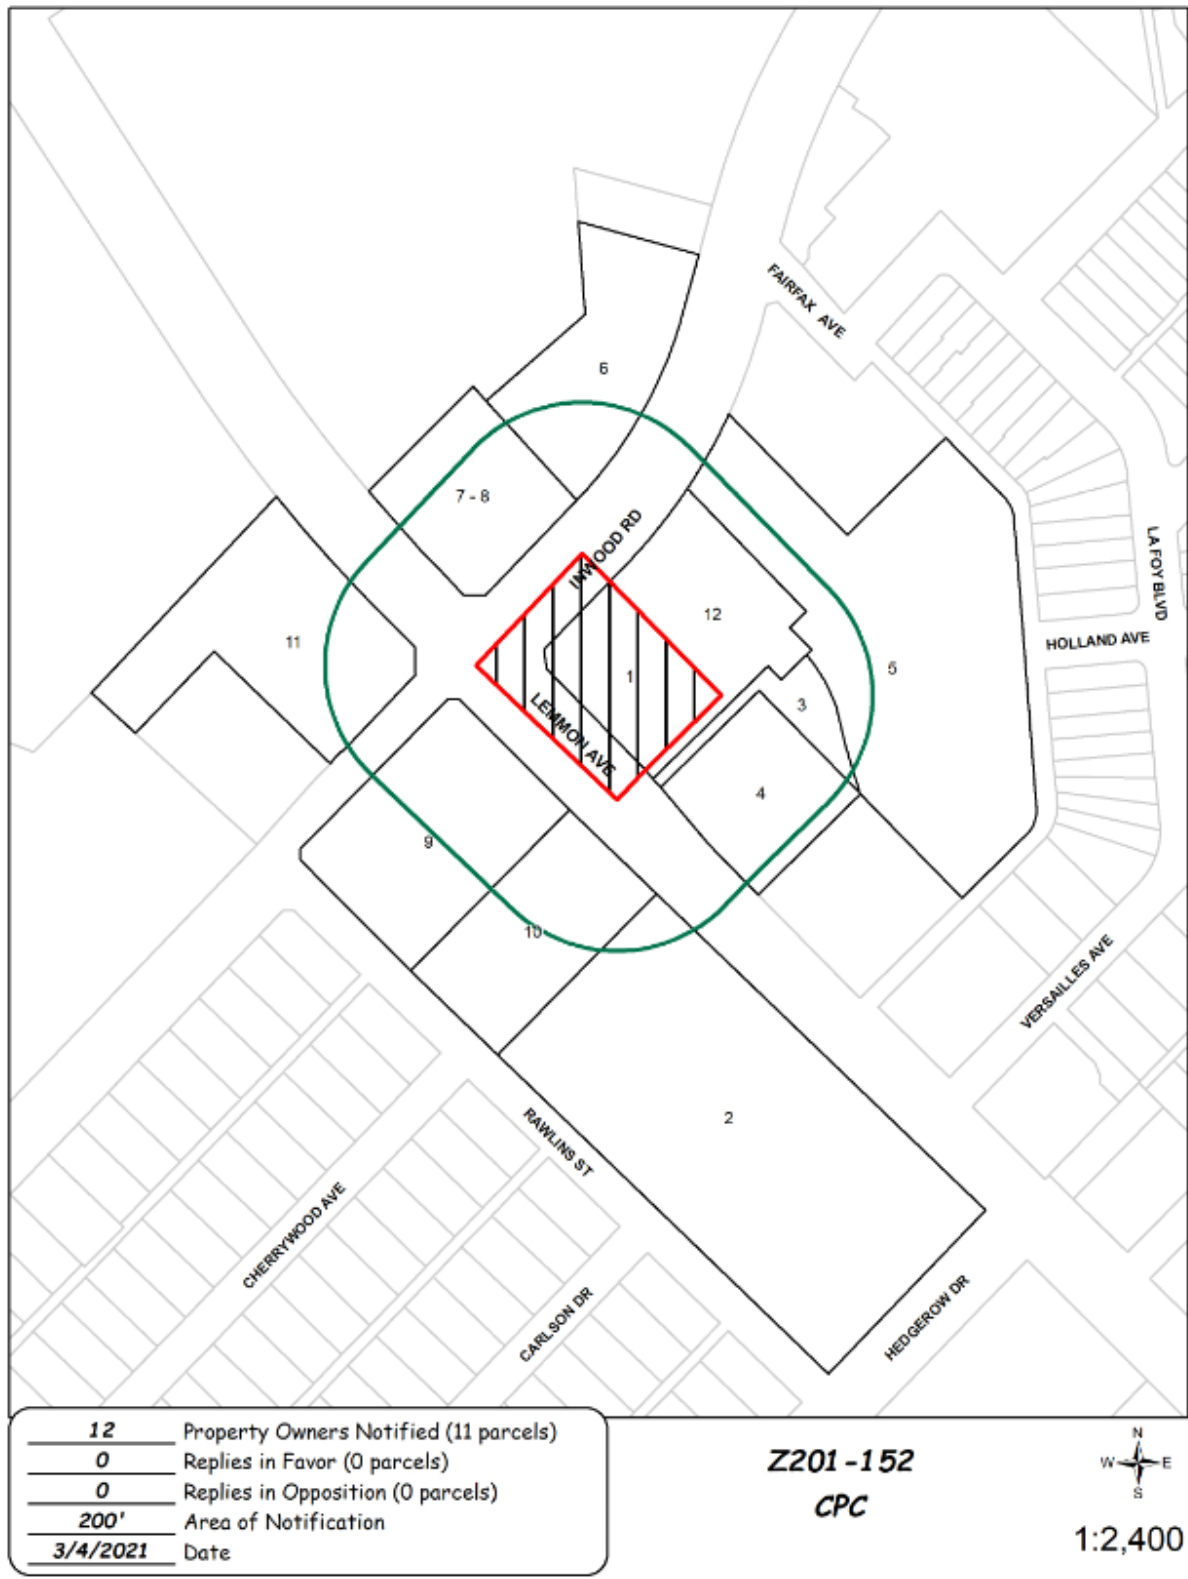 FAIRFAX AVE
6
7 - 8
INWOOD RD
LA FOY BLVD
12
HOLLAND AVE
11
5
1
3
LEMMON AVE
4
9
10
VERSAILLES AVE
2
RAWLINS ST
CHERRYWOOD AVE
CARLSON DR
HEDGEROW DR
12 Property Owners Notified (11 parcels)
0 Replies in Favor (0 parcels)
0 Replies in Opposition (0 parcels)
200' Area of Notification
3/4/2021 Date
Z201-152
CPC
N
W E
S
1:2,400